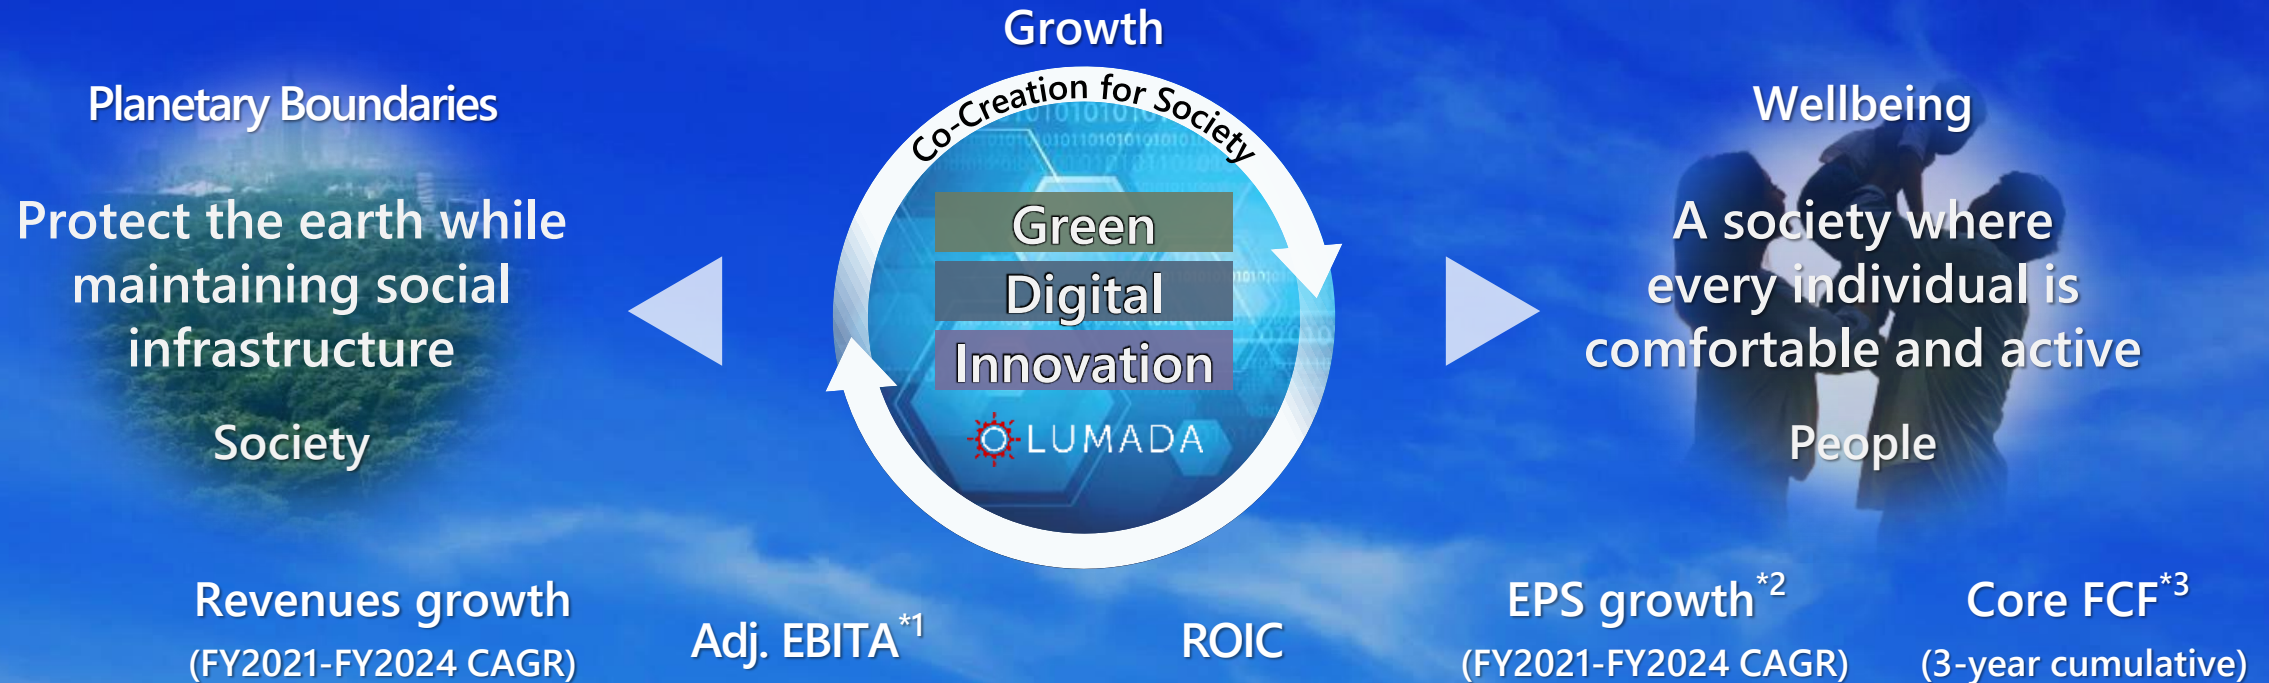 Growth
Co-Creation for Society
Planetary Boundaries
Protect the earth while
maintaining social
infrastructure
Society
Green
Digital
Innovation
LUMADA
Wellbeing
A society where
every individual is
comfortable and active
People
Revenues growth
(FY2021-FY2024 CAGR)
Adj. EBITA*1
ROIC
EPS growth*2
(FY2021-FY2024 CAGR)
Core FCF*3
(3-year cumulative)